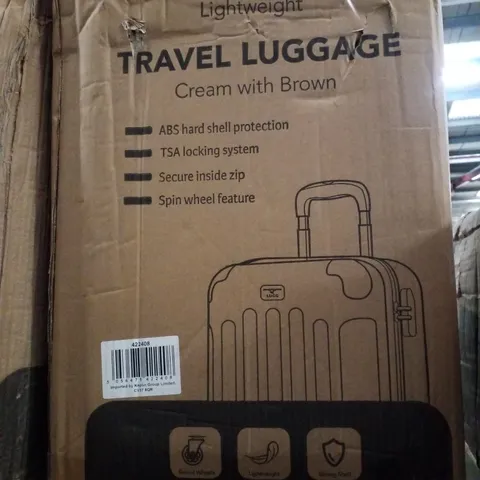 Lightweight
TRAVEL LUGGAGE
Cream with Brown
ABS hard shell protection
TSA locking system
Secure inside zip
Spin wheel feature
422408
Lightweight